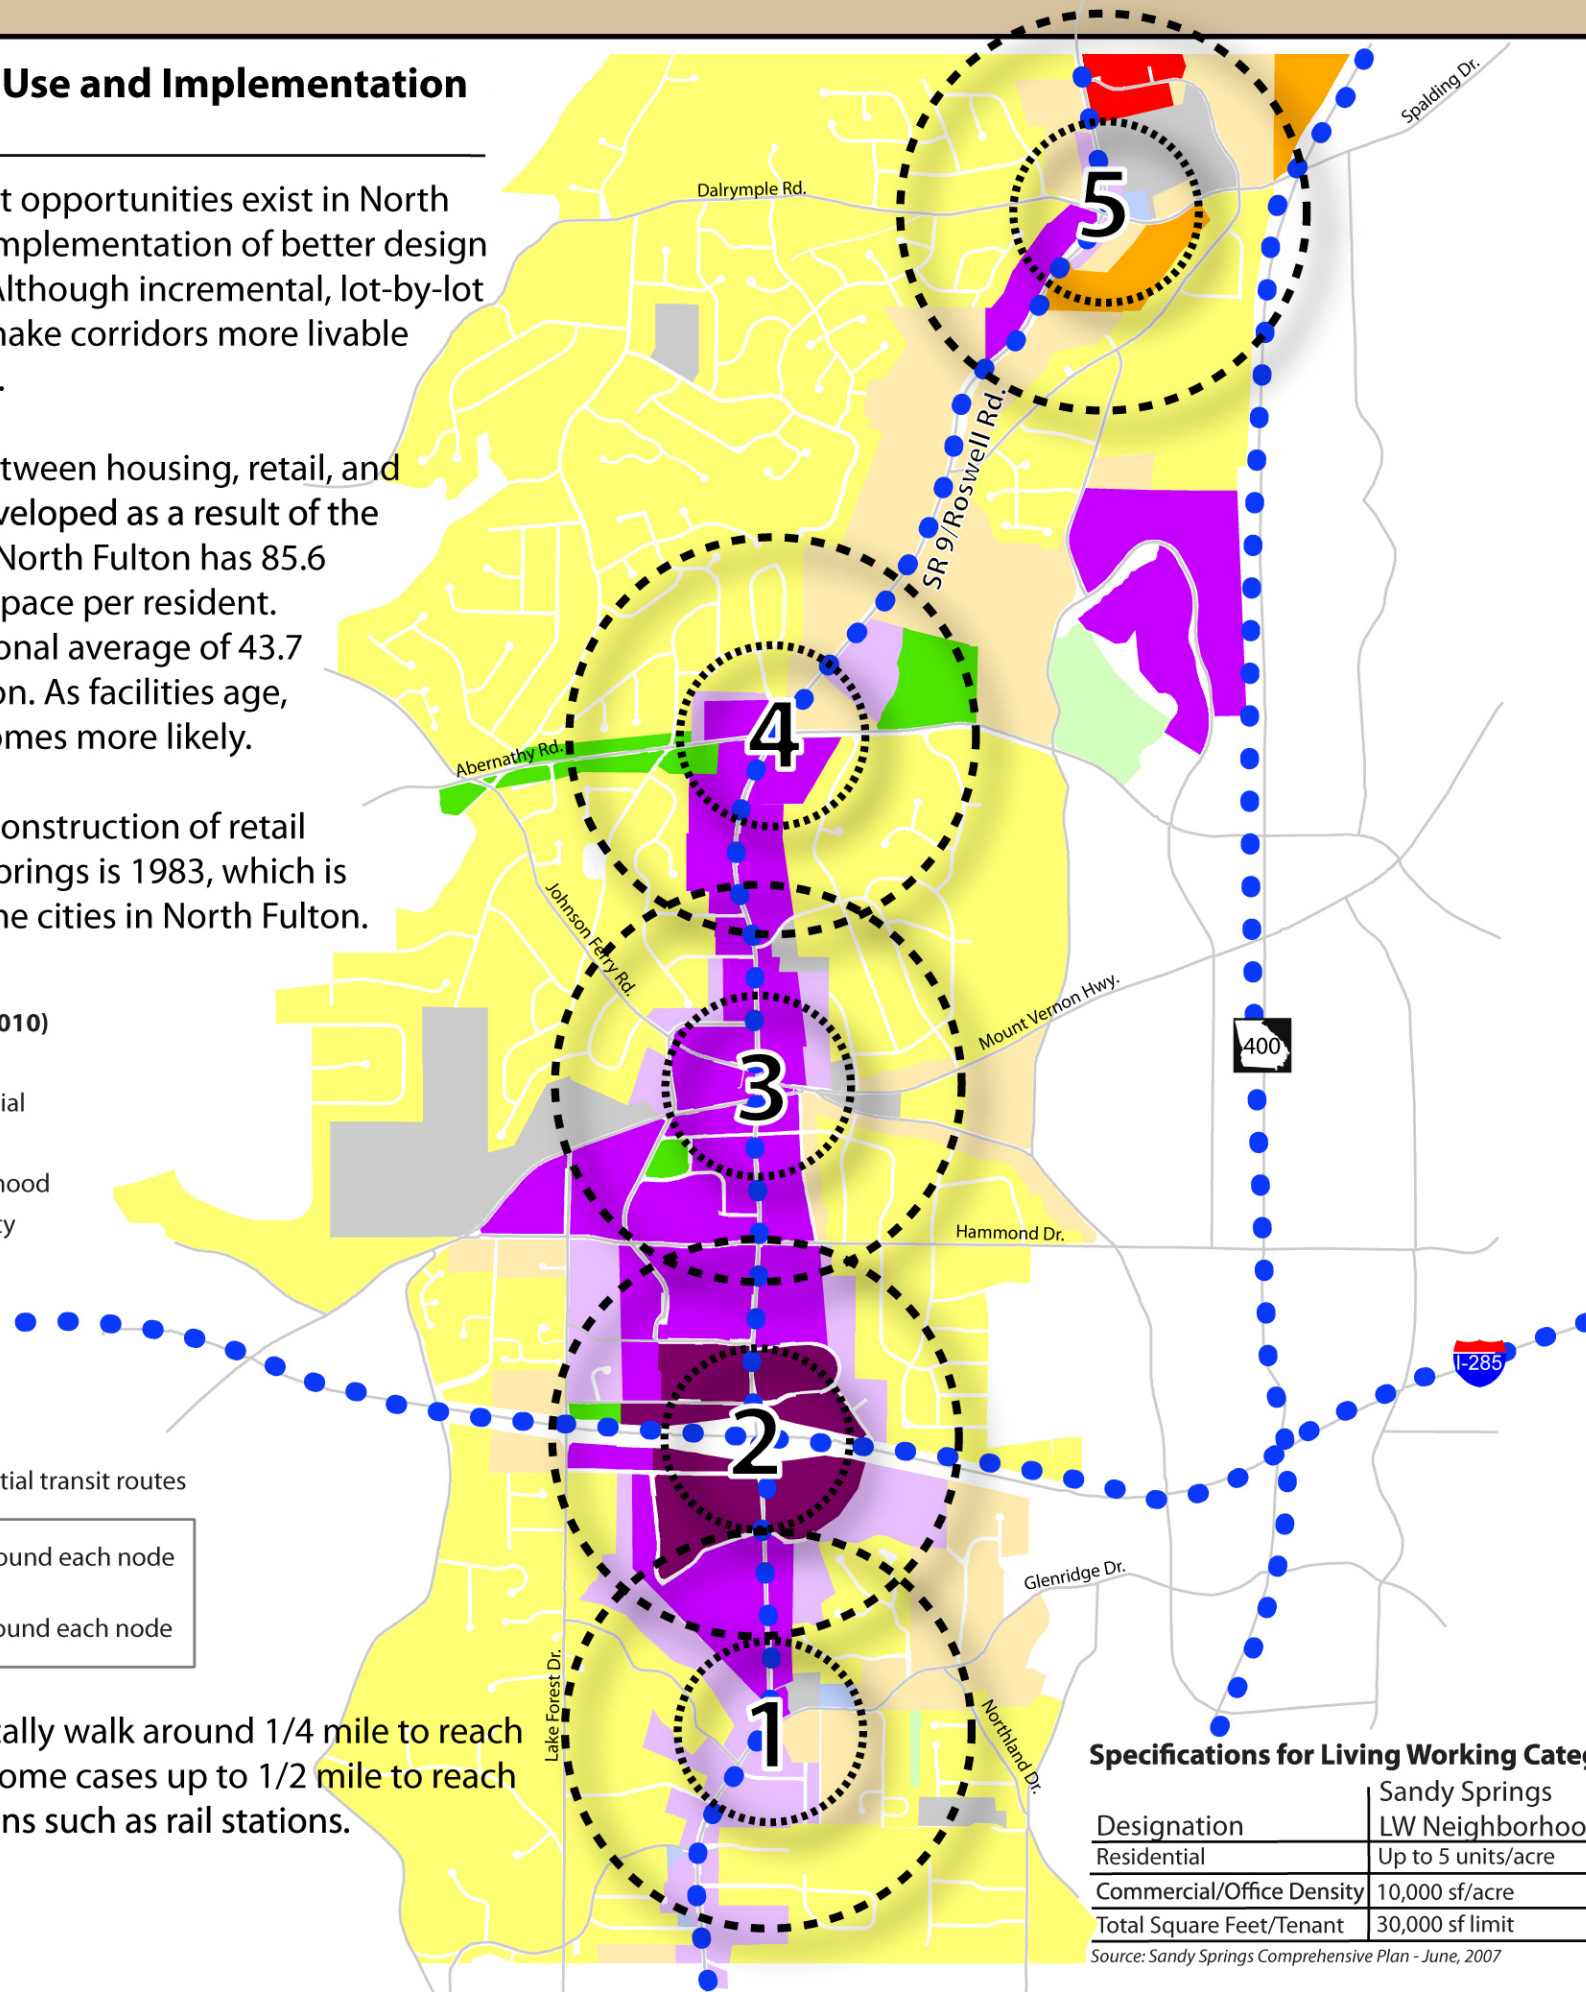 Use and Implementation
t opportunities exist in North
mplementation of better design
Although incremental, lot-by-lot
make corridors more livable
.
tween housing, retail, and
veloped as a result of the
North Fulton has 85.6
pace per resident.
onal average of 43.7
on. As facilities age,
omes more likely.
onstruction of retail
prings is 1983, which is
ne cities in North Fulton.
010)
ial
hood
ty
tial transit routes
ound each node
ound each node
cally walk around 1/4 mile to reach
ome cases up to 1/2 mile to reach
ns such as rail stations.
Spalding Dr.
Dalrymple Rd.
5
SR 9/Roswell Rd.
4
Abernathy Rd.
Johnson Ferry Rd.
Mount Vernon Hwy.
400
3
Hammond Dr.
I-285
2
Glenridge Dr.
Lake Forest Dr.
1
Northland Dr.
Specifications for Living Working Categ
Sandy Springs
Designation LW Neighborhoo
Residential Up to 5 units/acre
Commercial/Office Density 10,000 sf/acre
Total Square Feet/Tenant 30,000 sf limit
Source: Sandy Springs Comprehensive Plan - June, 2007